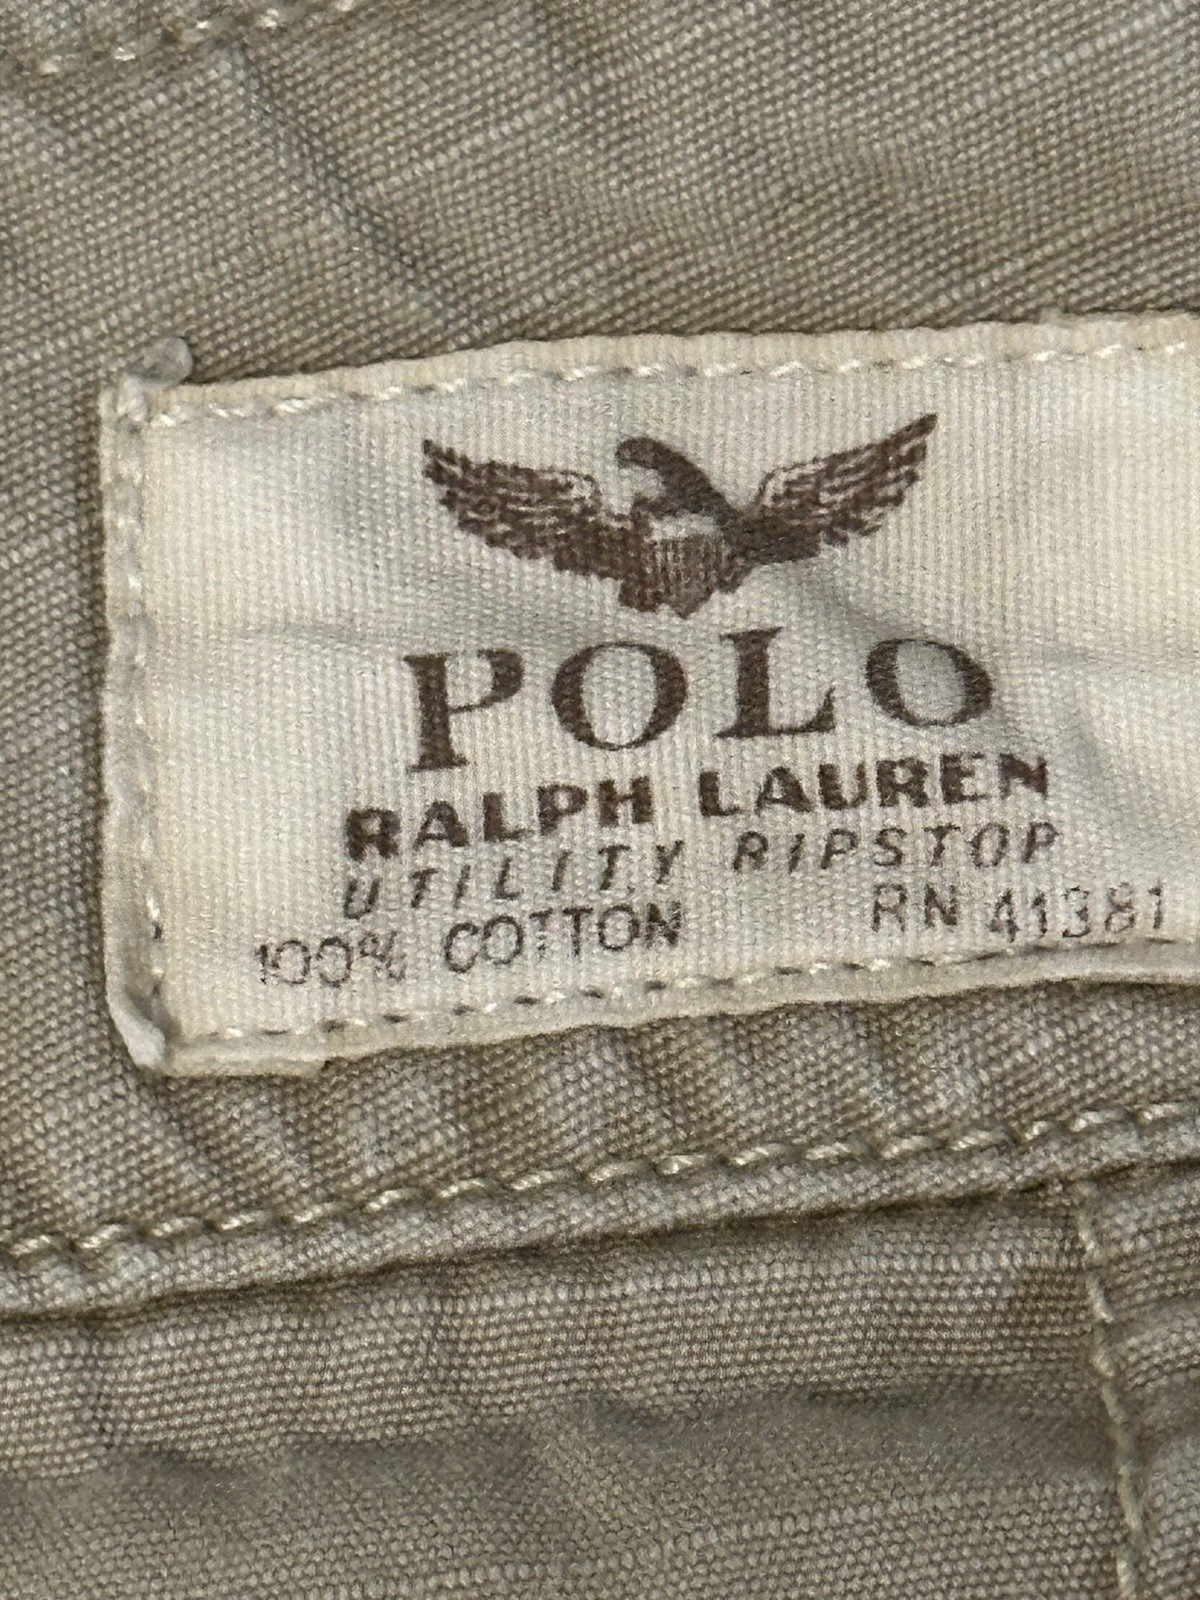 POLO
RALPH LAUREN
UTILITY RIPSTOP
100% COTTON RN 41381